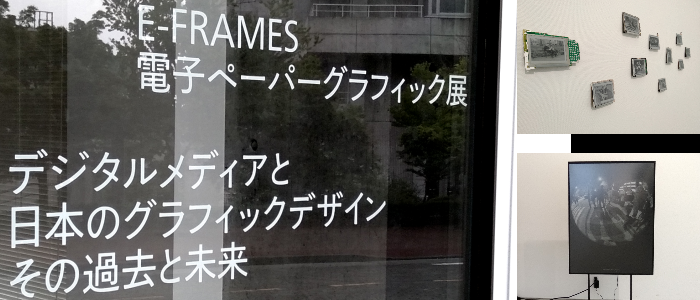 E-FRAMES
電子ペーパーグラフィック展
デジタルメディアと
日本のグラフィックデザイン
その過去と未来